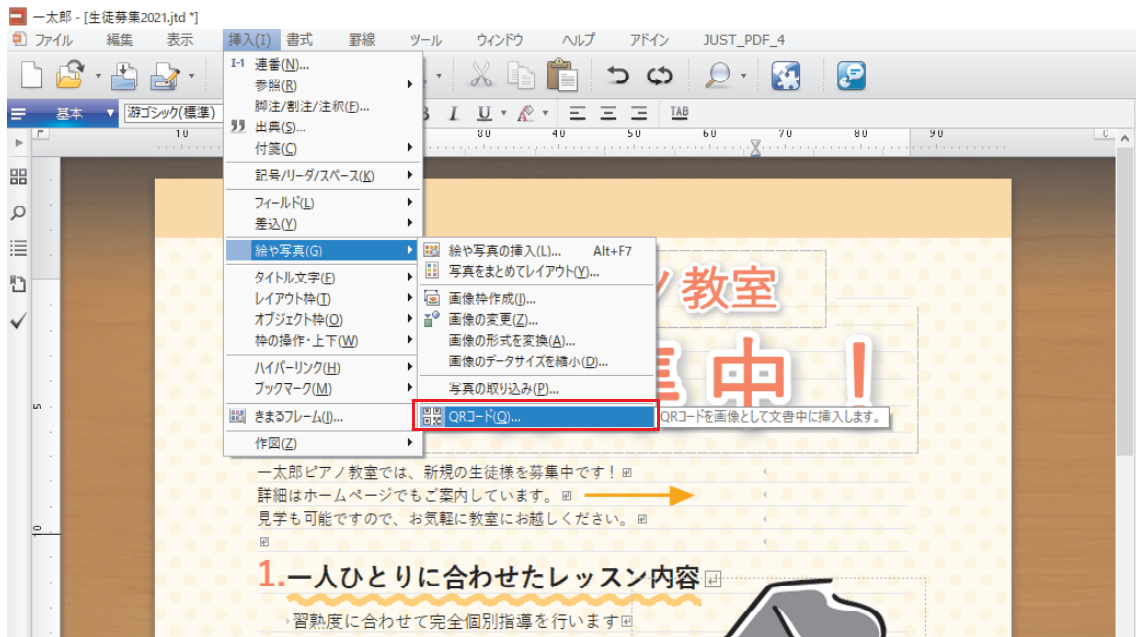 一太郎 - [生徒募集2021.jtd *]
ファイル 編集 表示 挿入(I) 書式 罫線 ツール ウィンドウ ヘルプ アドイン JUST_PDF_4
基本 游ゴシック(標準) B I U A TAB
10 30 40 50 60 70 80 90
連番(N)...
参照(R)
脚注/割注/注釈(F)...
出典(S)...
付箋(C)
記号/リーダ/スペース(K)
フィールド(L)
差込(Y)
絵や写真(G)
タイトル文字(E)
レイアウト枠(T)
オブジェクト枠(O)
枠の操作・上下(W)
ハイパーリンク(H)
ブックマーク(M)
きまるフレーム(J)...
作図(Z)
絵や写真の挿入(L)... Alt+F7
写真をまとめてレイアウト(Y)...
画像枠作成(I)...
画像の変更(Z)...
画像の形式を変換(A)...
画像のデータサイズを縮小(D)...
写真の取り込み(P)...
QRコード(Q)...
QRコードを画像として文書中に挿入します。
ノ教室
集中！
一太郎ピアノ教室では、新規の生徒様を募集中です！
詳細はホームページでもご案内しています。
見学も可能ですので、お気軽に教室にお越しください。
1.一人ひとりに合わせたレッスン内容
習熟度に合わせて完全個別指導を行います